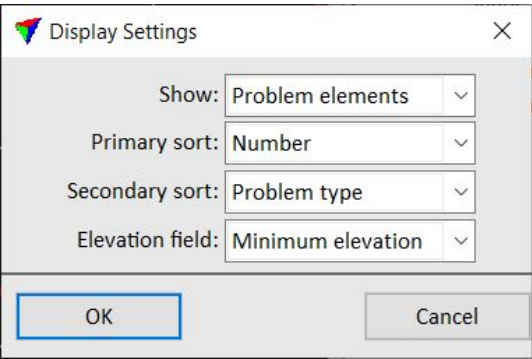 Display Settings
Show: Problem elements
Primary sort: Number
Secondary sort: Problem type
Elevation field: Minimum elevation
OK Cancel